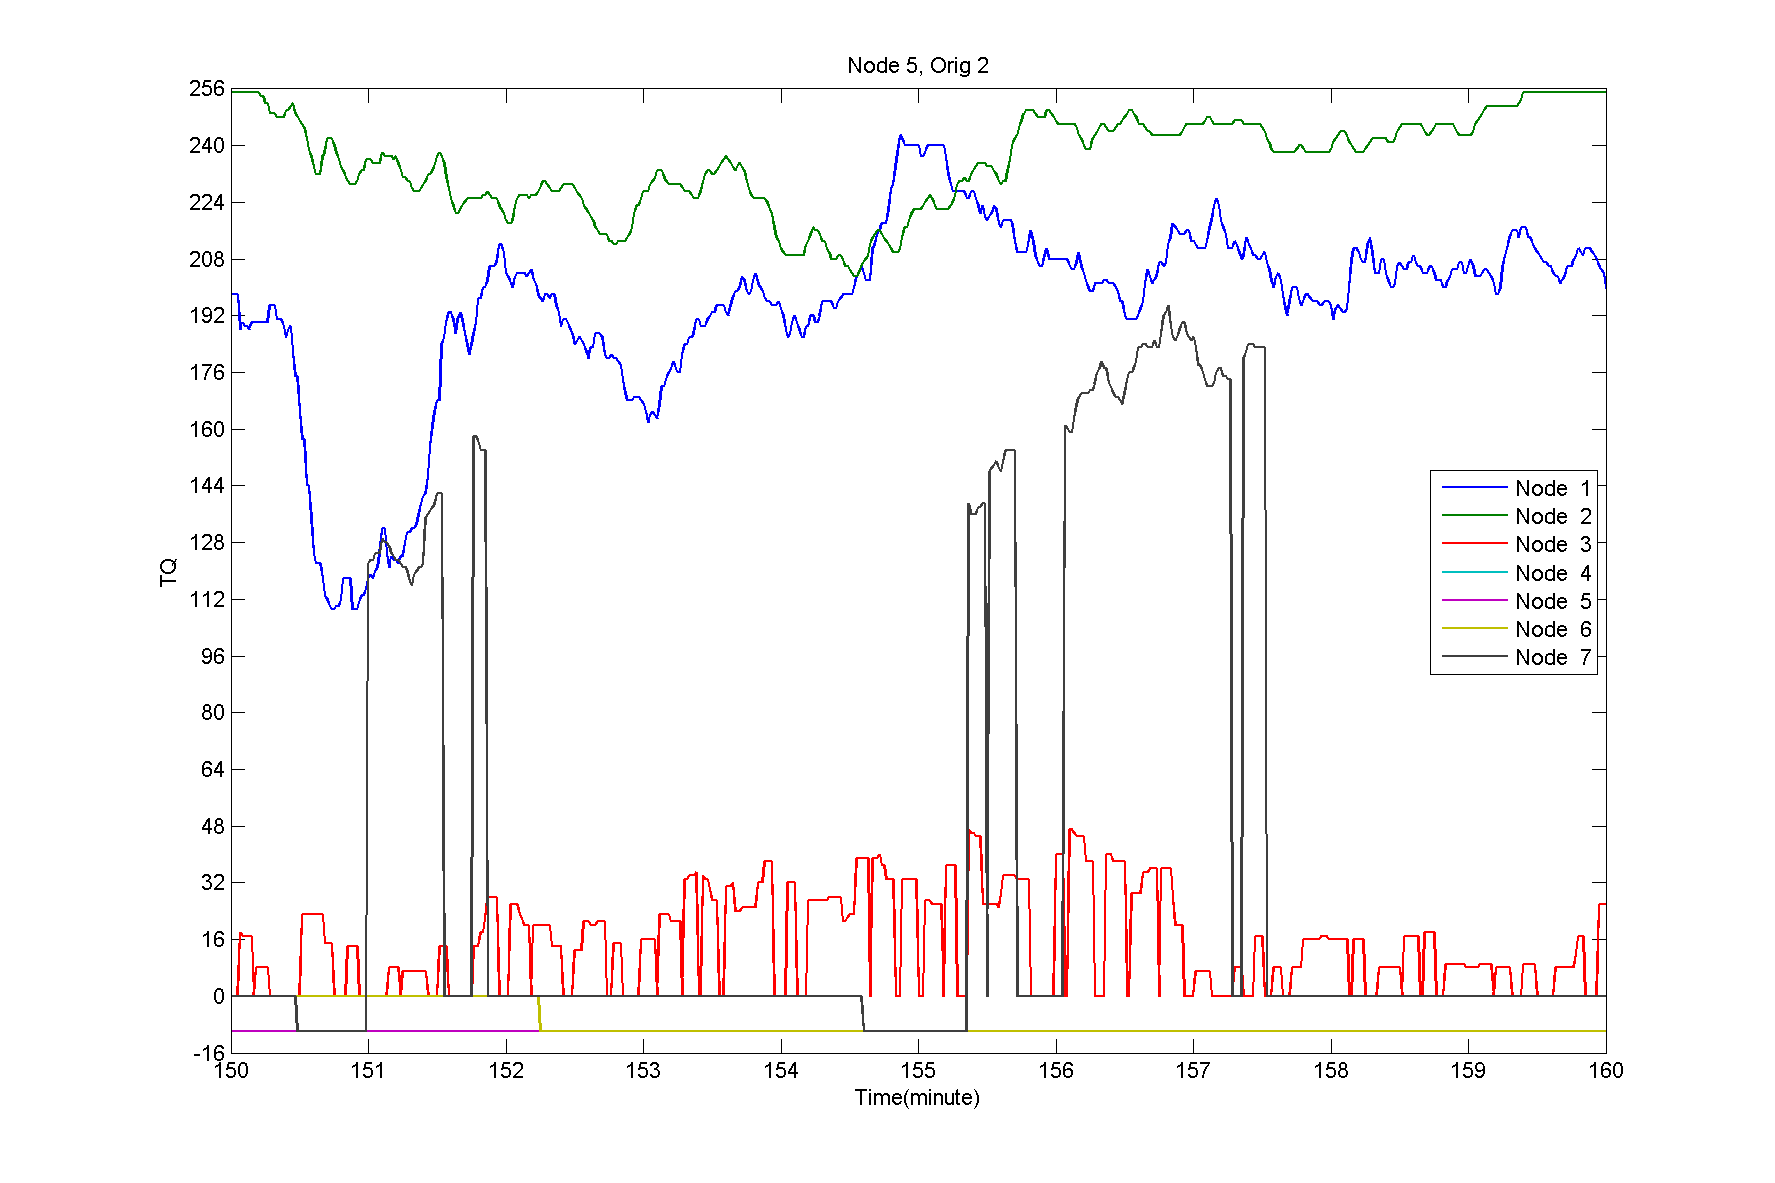 Node 5, Orig 2
256
240
224
208
192
176
160
144
128
112
96
80
64
48
32
16
0
-16
TQ
Node 1
Node 2
Node 3
Node 4
Node 5
Node 6
Node 7
150 151 152 153 154 155 156 157 158 159 160
Time(minute)